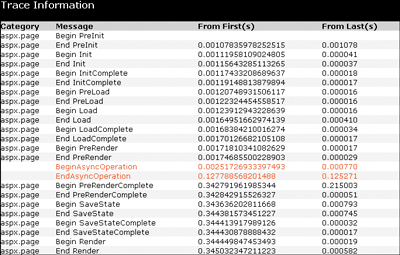 Trace Information
Category Message From First(s) From Last(s)
aspx.page Begin PreInit
aspx.page End PreInit 0.00107835978252515 0.001078
aspx.page Begin Init 0.00111958109024805 0.000041
aspx.page End Init 0.00115643285113265 0.000037
aspx.page Begin InitComplete 0.00117433208689637 0.000018
aspx.page End InitComplete 0.00119148813879894 0.000017
aspx.page Begin PreLoad 0.00120748931506117 0.000016
aspx.page End PreLoad 0.00122324454558517 0.000016
aspx.page Begin Load 0.00123912943228639 0.000016
aspx.page End Load 0.00164951662974139 0.000410
aspx.page Begin LoadComplete 0.00168384210016274 0.000034
aspx.page End LoadComplete 0.00170126682105108 0.000017
aspx.page Begin PreRender 0.00171810341082629 0.000017
aspx.page End PreRender 0.00174685500228903 0.000029
BeginAsyncOperation 0.00251726933397493 0.000770
EndAsyncOperation 0.127788568201488 0.125271
aspx.page Begin PreRenderComplete 0.342791961985344 0.215003
aspx.page End PreRenderComplete 0.342842915526327 0.000051
aspx.page Begin SaveState 0.343636202811668 0.000793
aspx.page End SaveState 0.344381573451227 0.000745
aspx.page Begin SaveStateComplete 0.344413917989126 0.000032
aspx.page End SaveStateComplete 0.344430878888432 0.000017
aspx.page Begin Render 0.344449847453493 0.000019
aspx.page End Render 0.345032347211223 0.000582